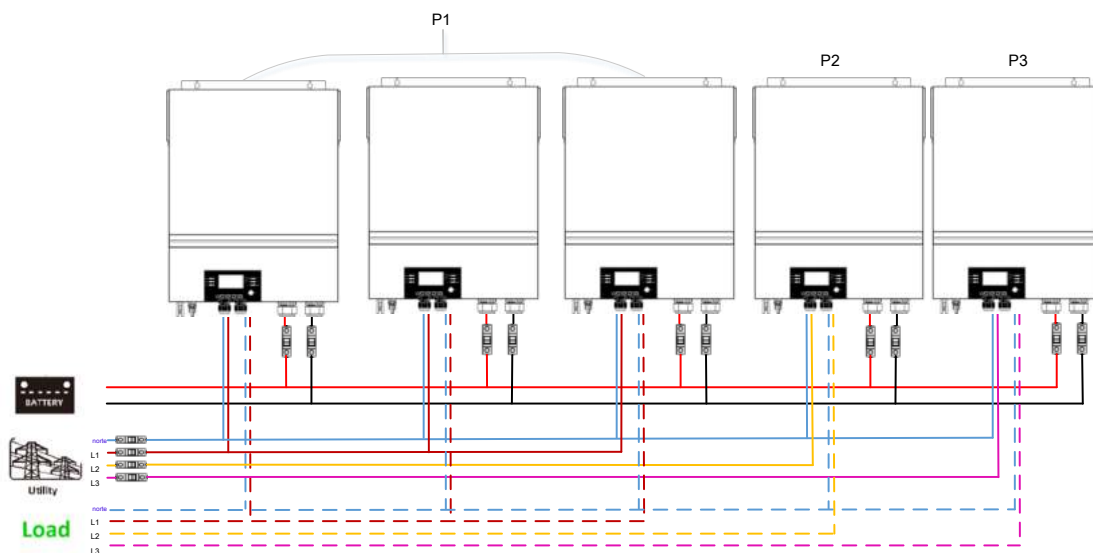 P1
P2
P3
BATTERY
norte
L1
L2
L3
Utility
norte
L1
L2
L3
Load